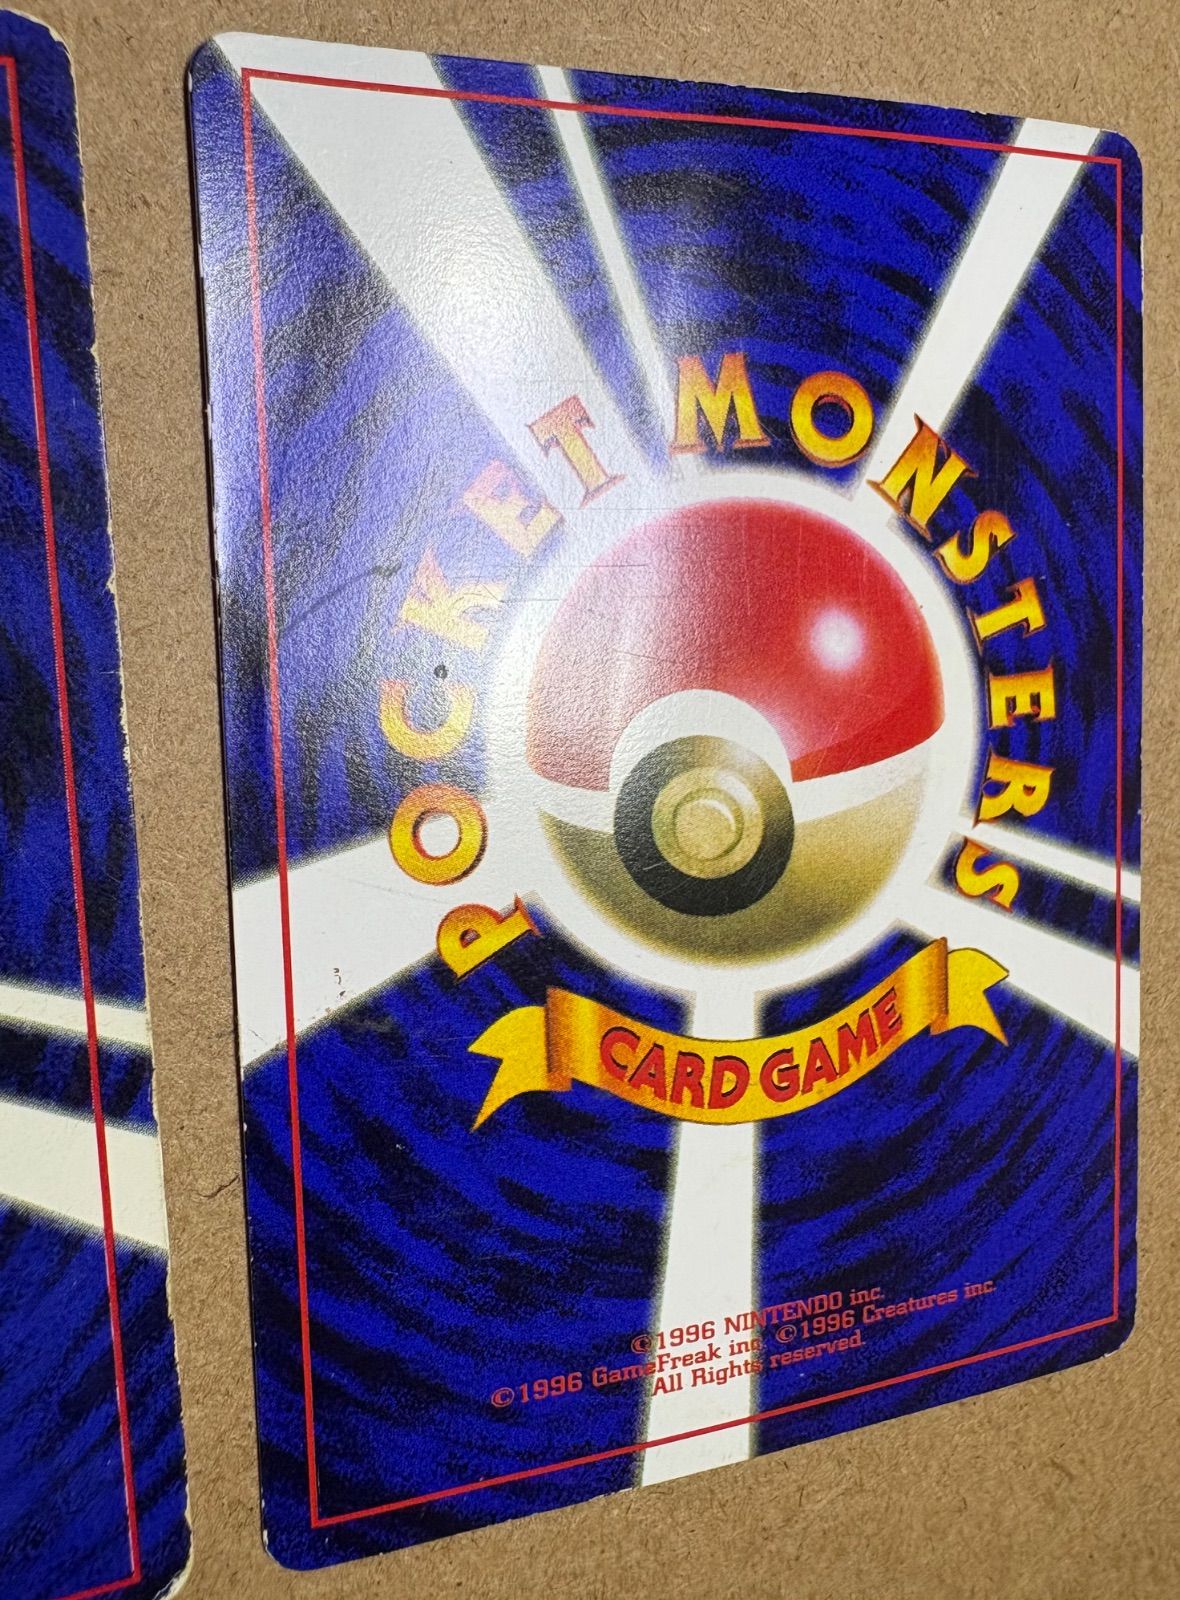 POCKET MONSTERS
CARD GAME
©1996 NINTENDO inc.
©1996 GameFreak inc. ©1996 Creatures inc.
All Rights reserved.